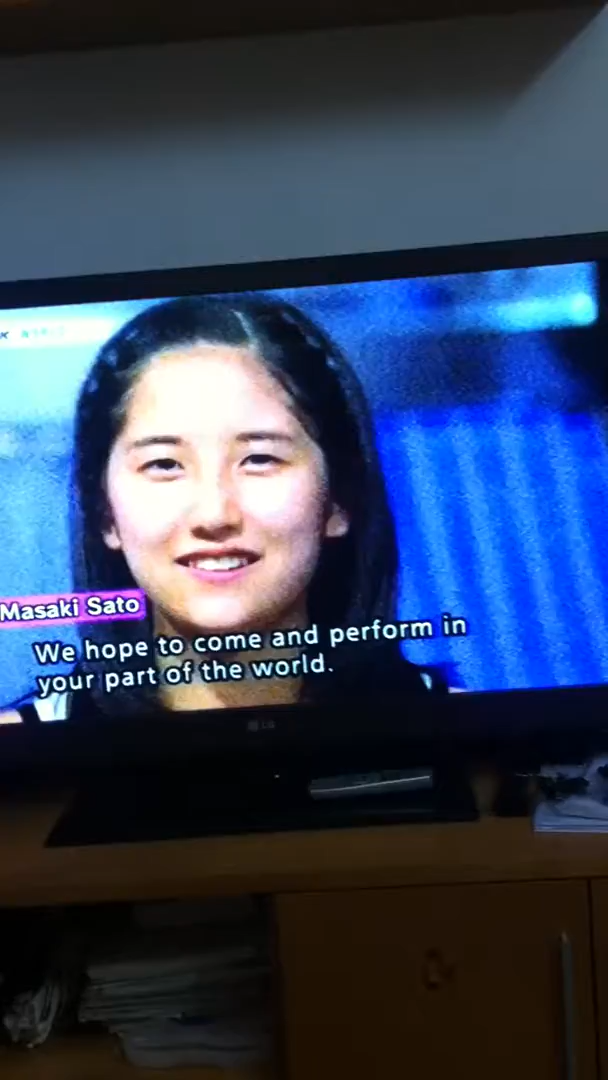 Masaki Sato
We hope to come and perform in
your part of the world.
LG